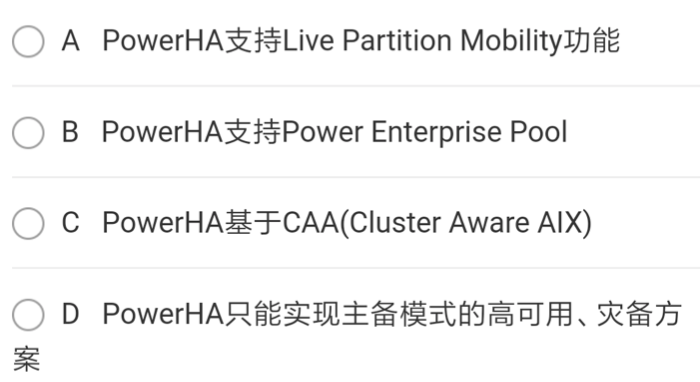 A PowerHA支持Live Partition Mobility功能
B PowerHA支持Power Enterprise Pool
C PowerHA基于CAA(Cluster Aware AIX)
D PowerHA只能实现主备模式的高可用、灾备方
案